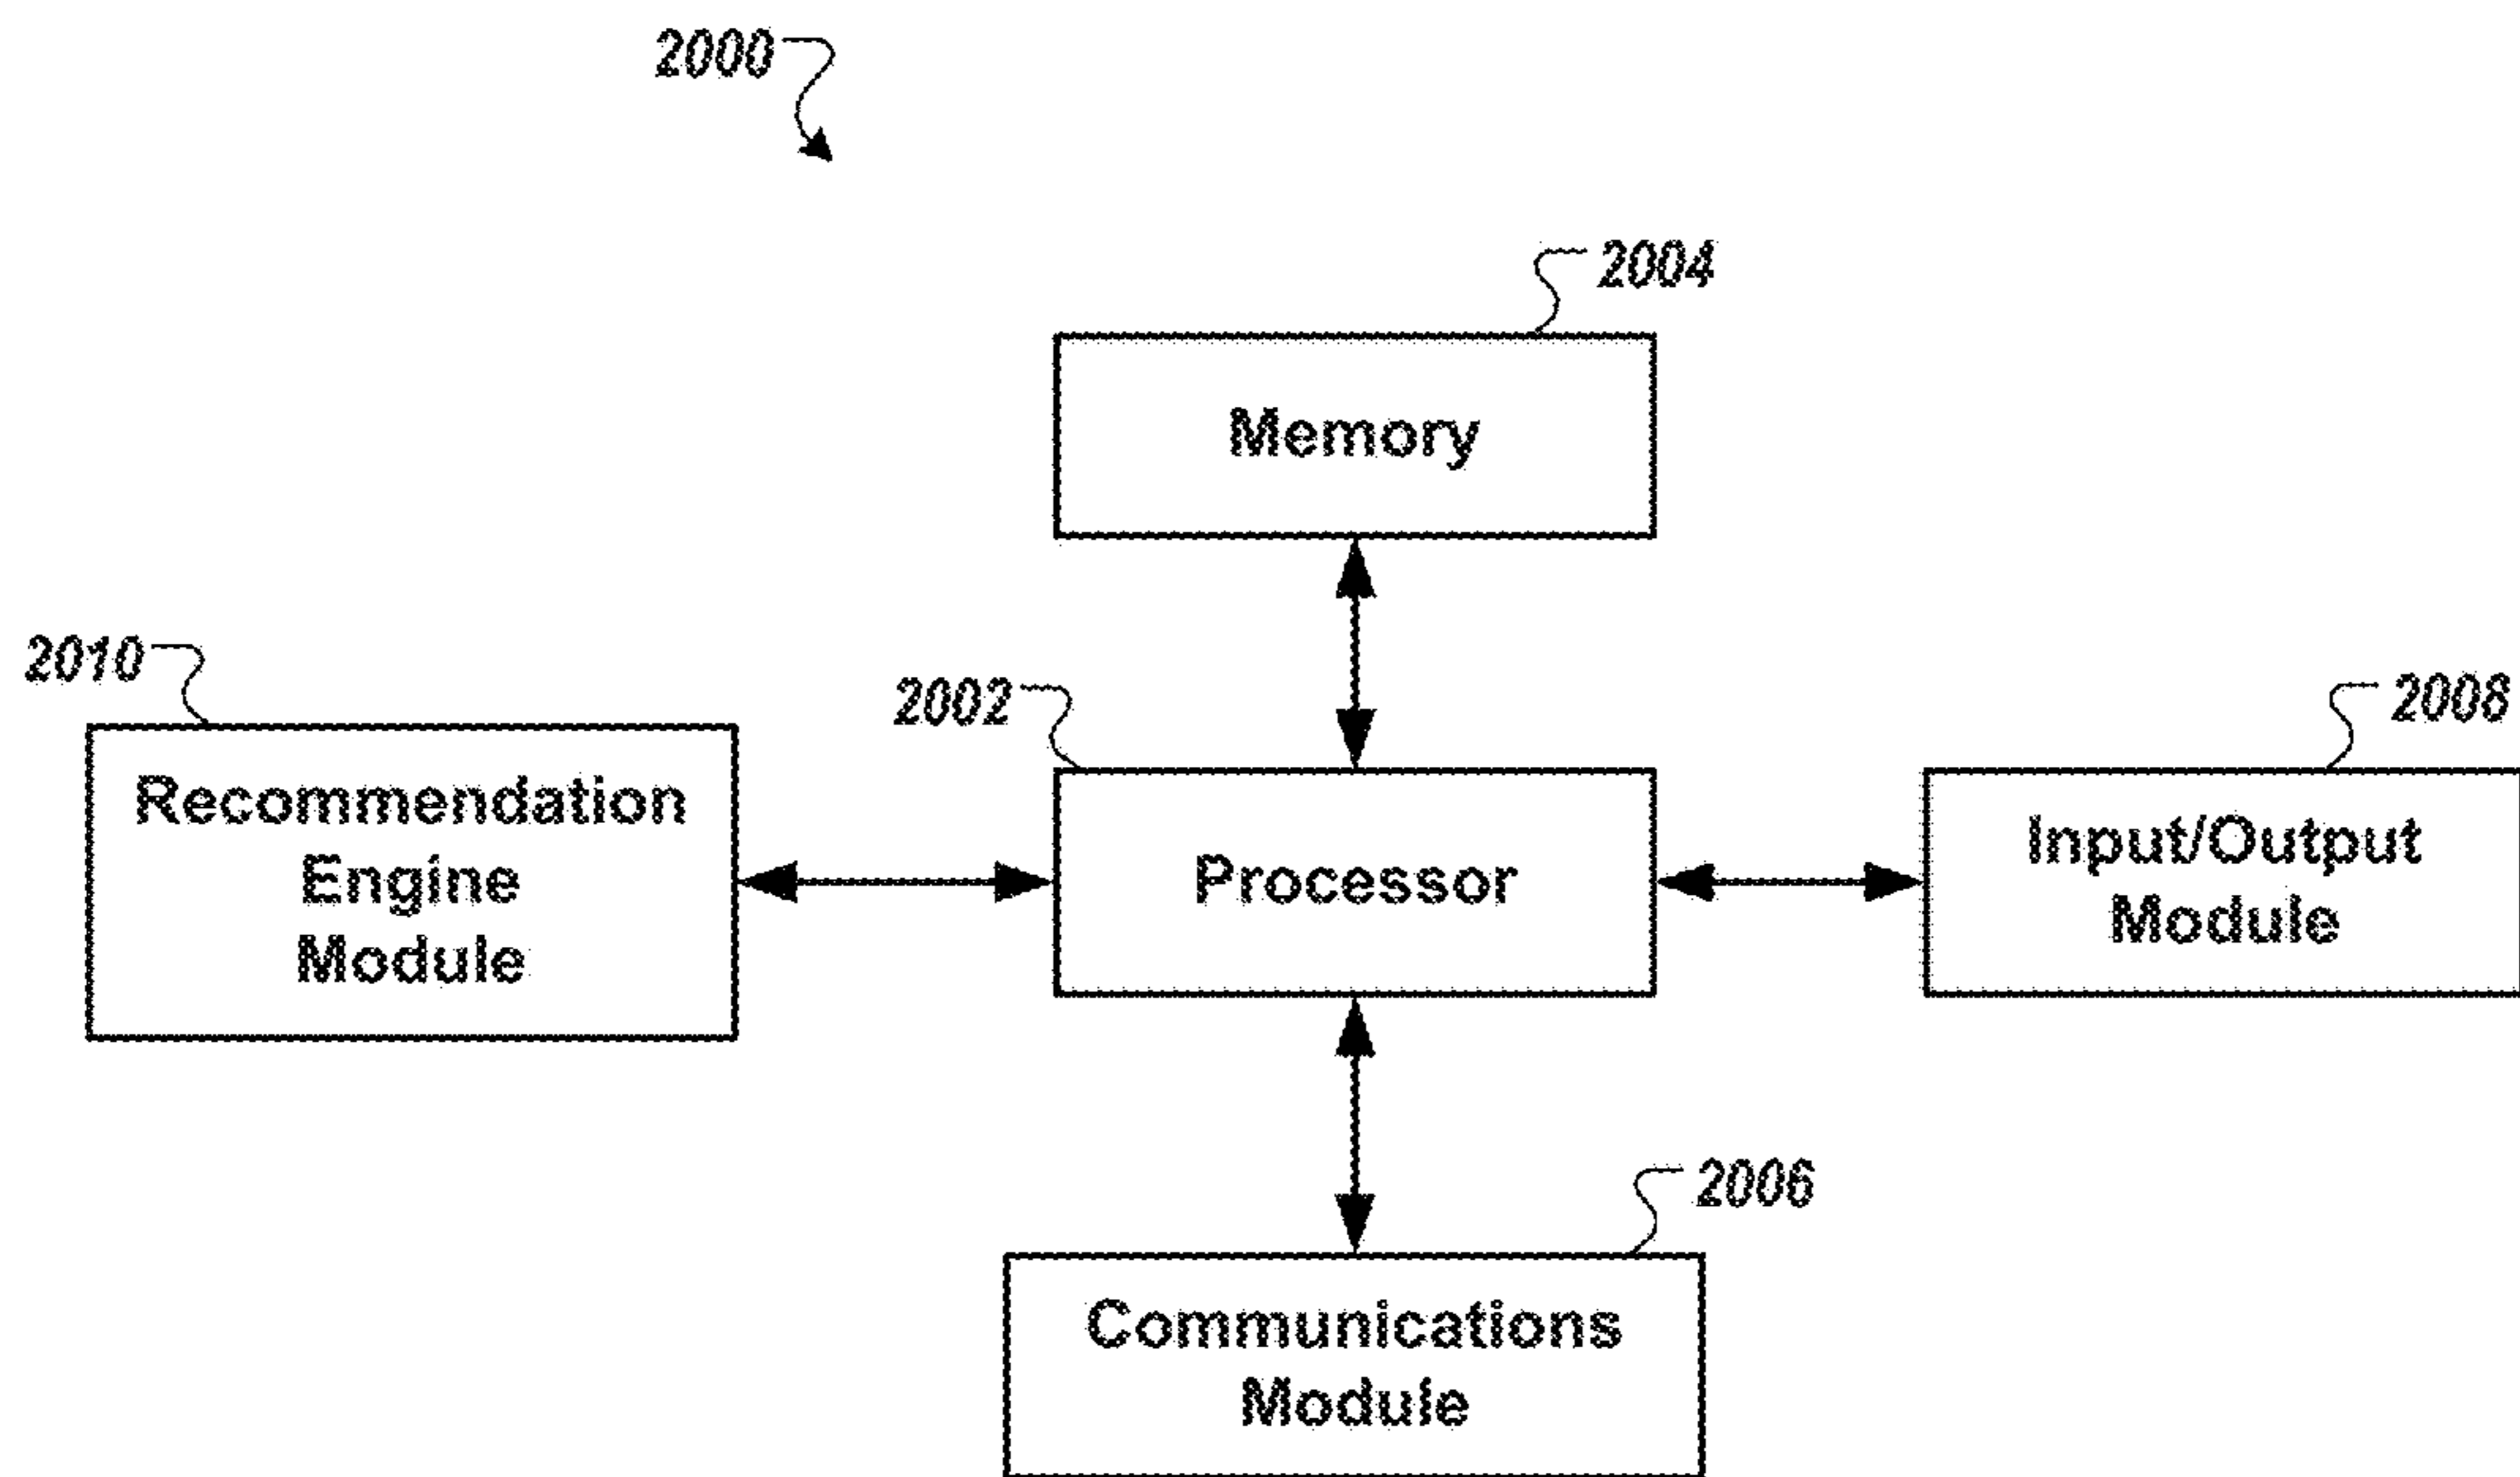 2000
2004
Memory
2010
2002
2008
Recommendation
Engine
Module
Processor
Input/Output
Module
2006
Communications
Module